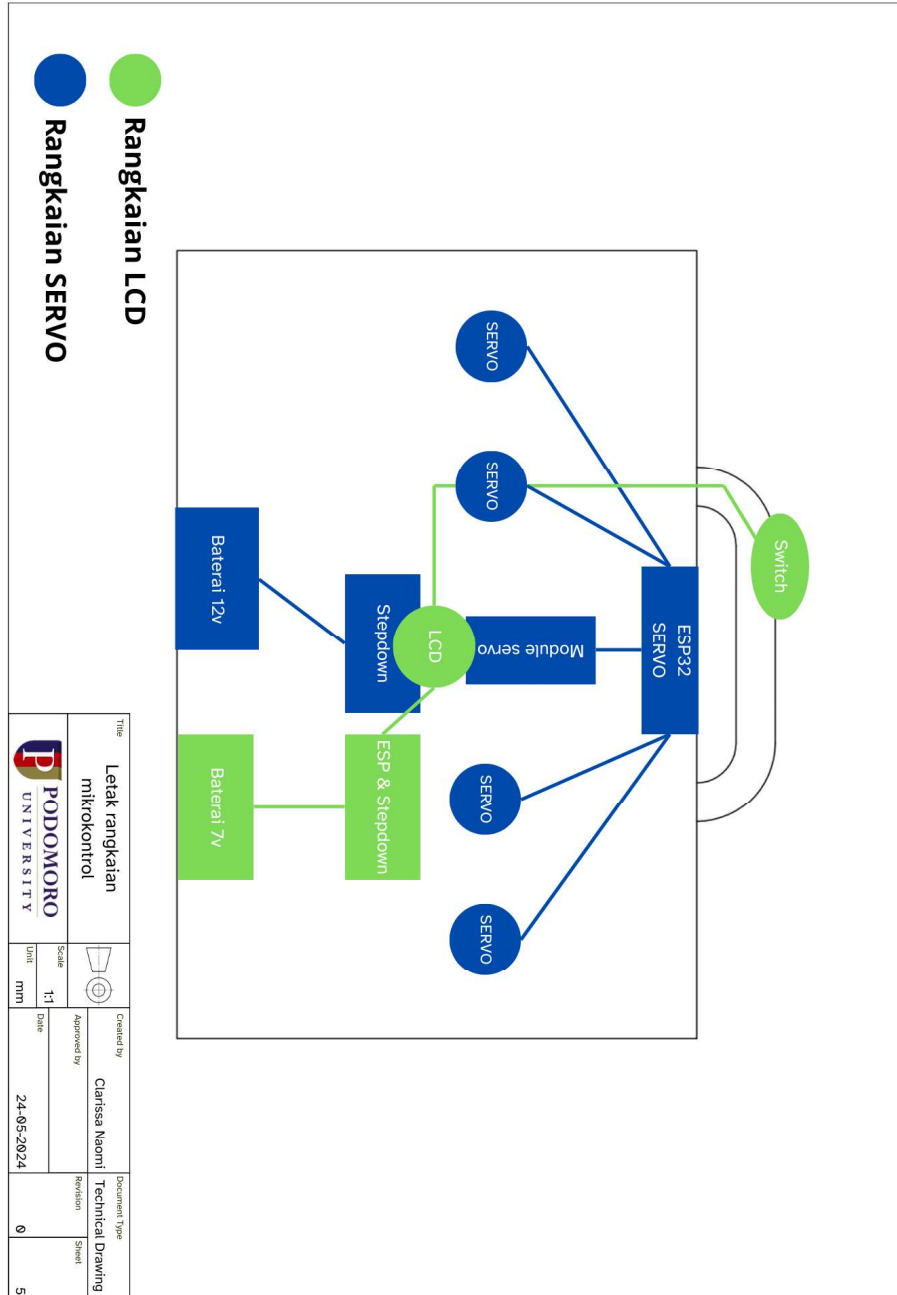 Switch
ESP32
SERVO
SERVO
SERVO
SERVO
SERVO
Module servo
LCD
Stepdown
ESP & Stepdown
Baterai 12v
Baterai 7v
Rangkaian LCD
Rangkaian SERVO
Title
Letak rangkaian
mikrokontrol
PODOMORO
UNIVERSITY
Scale
1:1
Unit
mm
Created by
Clarissa Naomi
Approved by
Date
24-05-2024
Document Type
Technical Drawing
Revision
0
Sheet
5